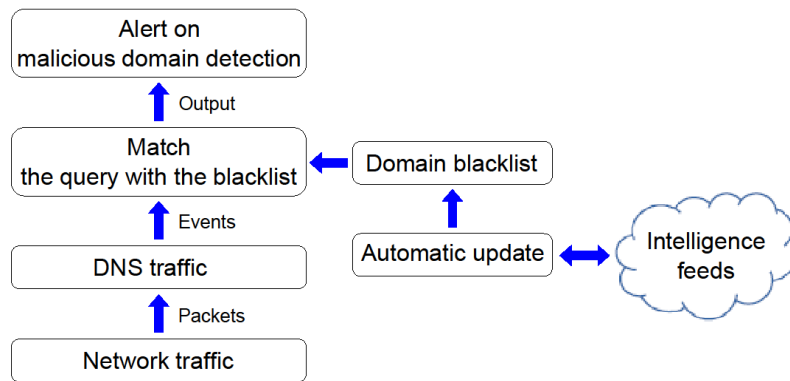 Alert on
malicious domain detection
Output
Match
the query with the blacklist
Domain blacklist
Events
Automatic update
Intelligence
feeds
DNS traffic
Packets
Network traffic